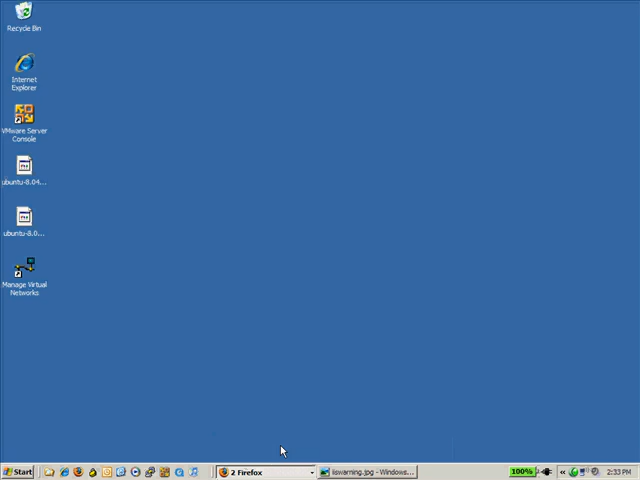 Recycle Bin
Internet
Explorer
VMware Server
Console
ubuntu-8.04...
ubuntu-8.0...
Manage Virtual
Networks
Start
2 Firefox
iiswarning.jpg - Windows...
100%
2:33 PM